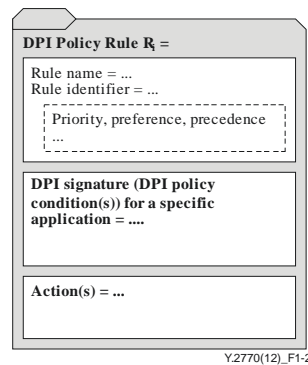 DPI Policy Rule Ri =
Rule name = ...
Rule identifier = ...
Priority, preference, precedence
...
DPI signature (DPI policy
condition(s)) for a specific
application = ....
Action(s) = ...
Y.2770(12)_F1-2